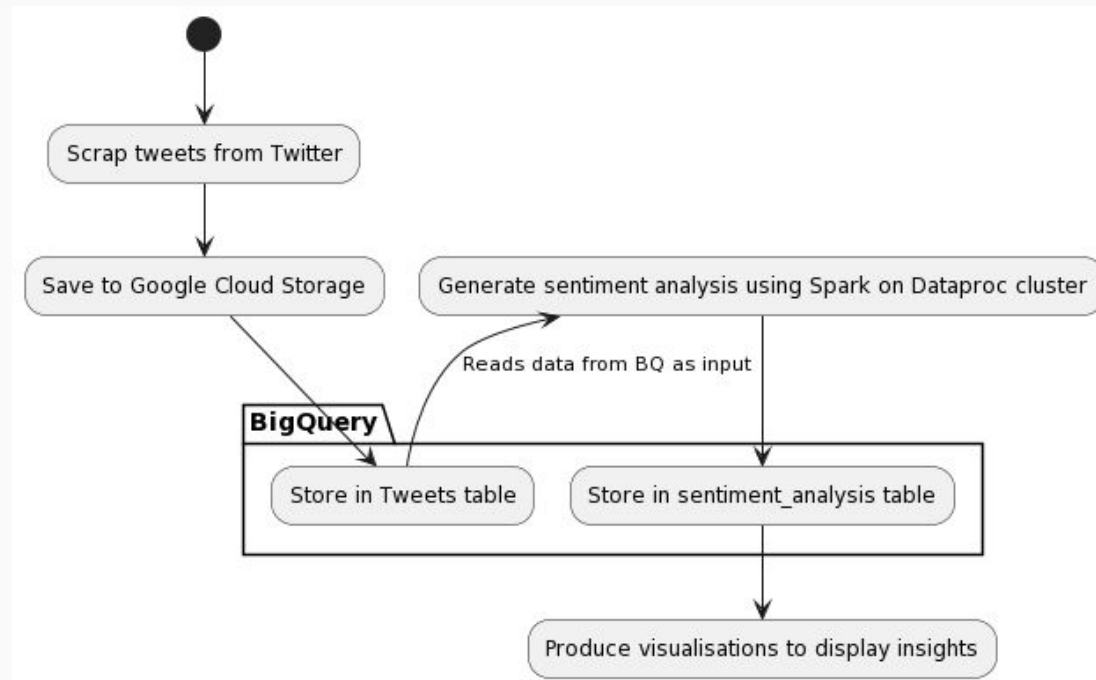 Scrap tweets from Twitter
Save to Google Cloud Storage
Generate sentiment analysis using Spark on Dataproc cluster
Reads data from BQ as input
BigQuery
Store in Tweets table
Store in sentiment_analysis table
Produce visualisations to display insights